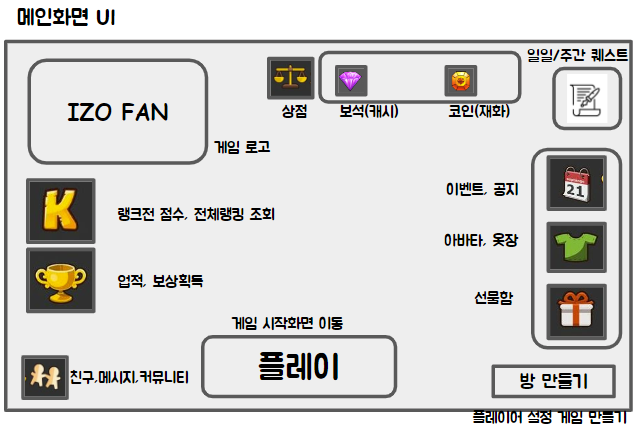 메인화면 UI
일일/주간 퀘스트
IZO FAN
상점
보석(캐시)
코인(재화)
게임 로고
이벤트, 공지
21
K
랭크전 점수, 전체랭킹 조회
아바타, 옷장
업적, 보상획득
선물함
게임 시작화면 이동
플레이
친구,메시지,커뮤니티
방 만들기
플레이어 설정 게임 만들기